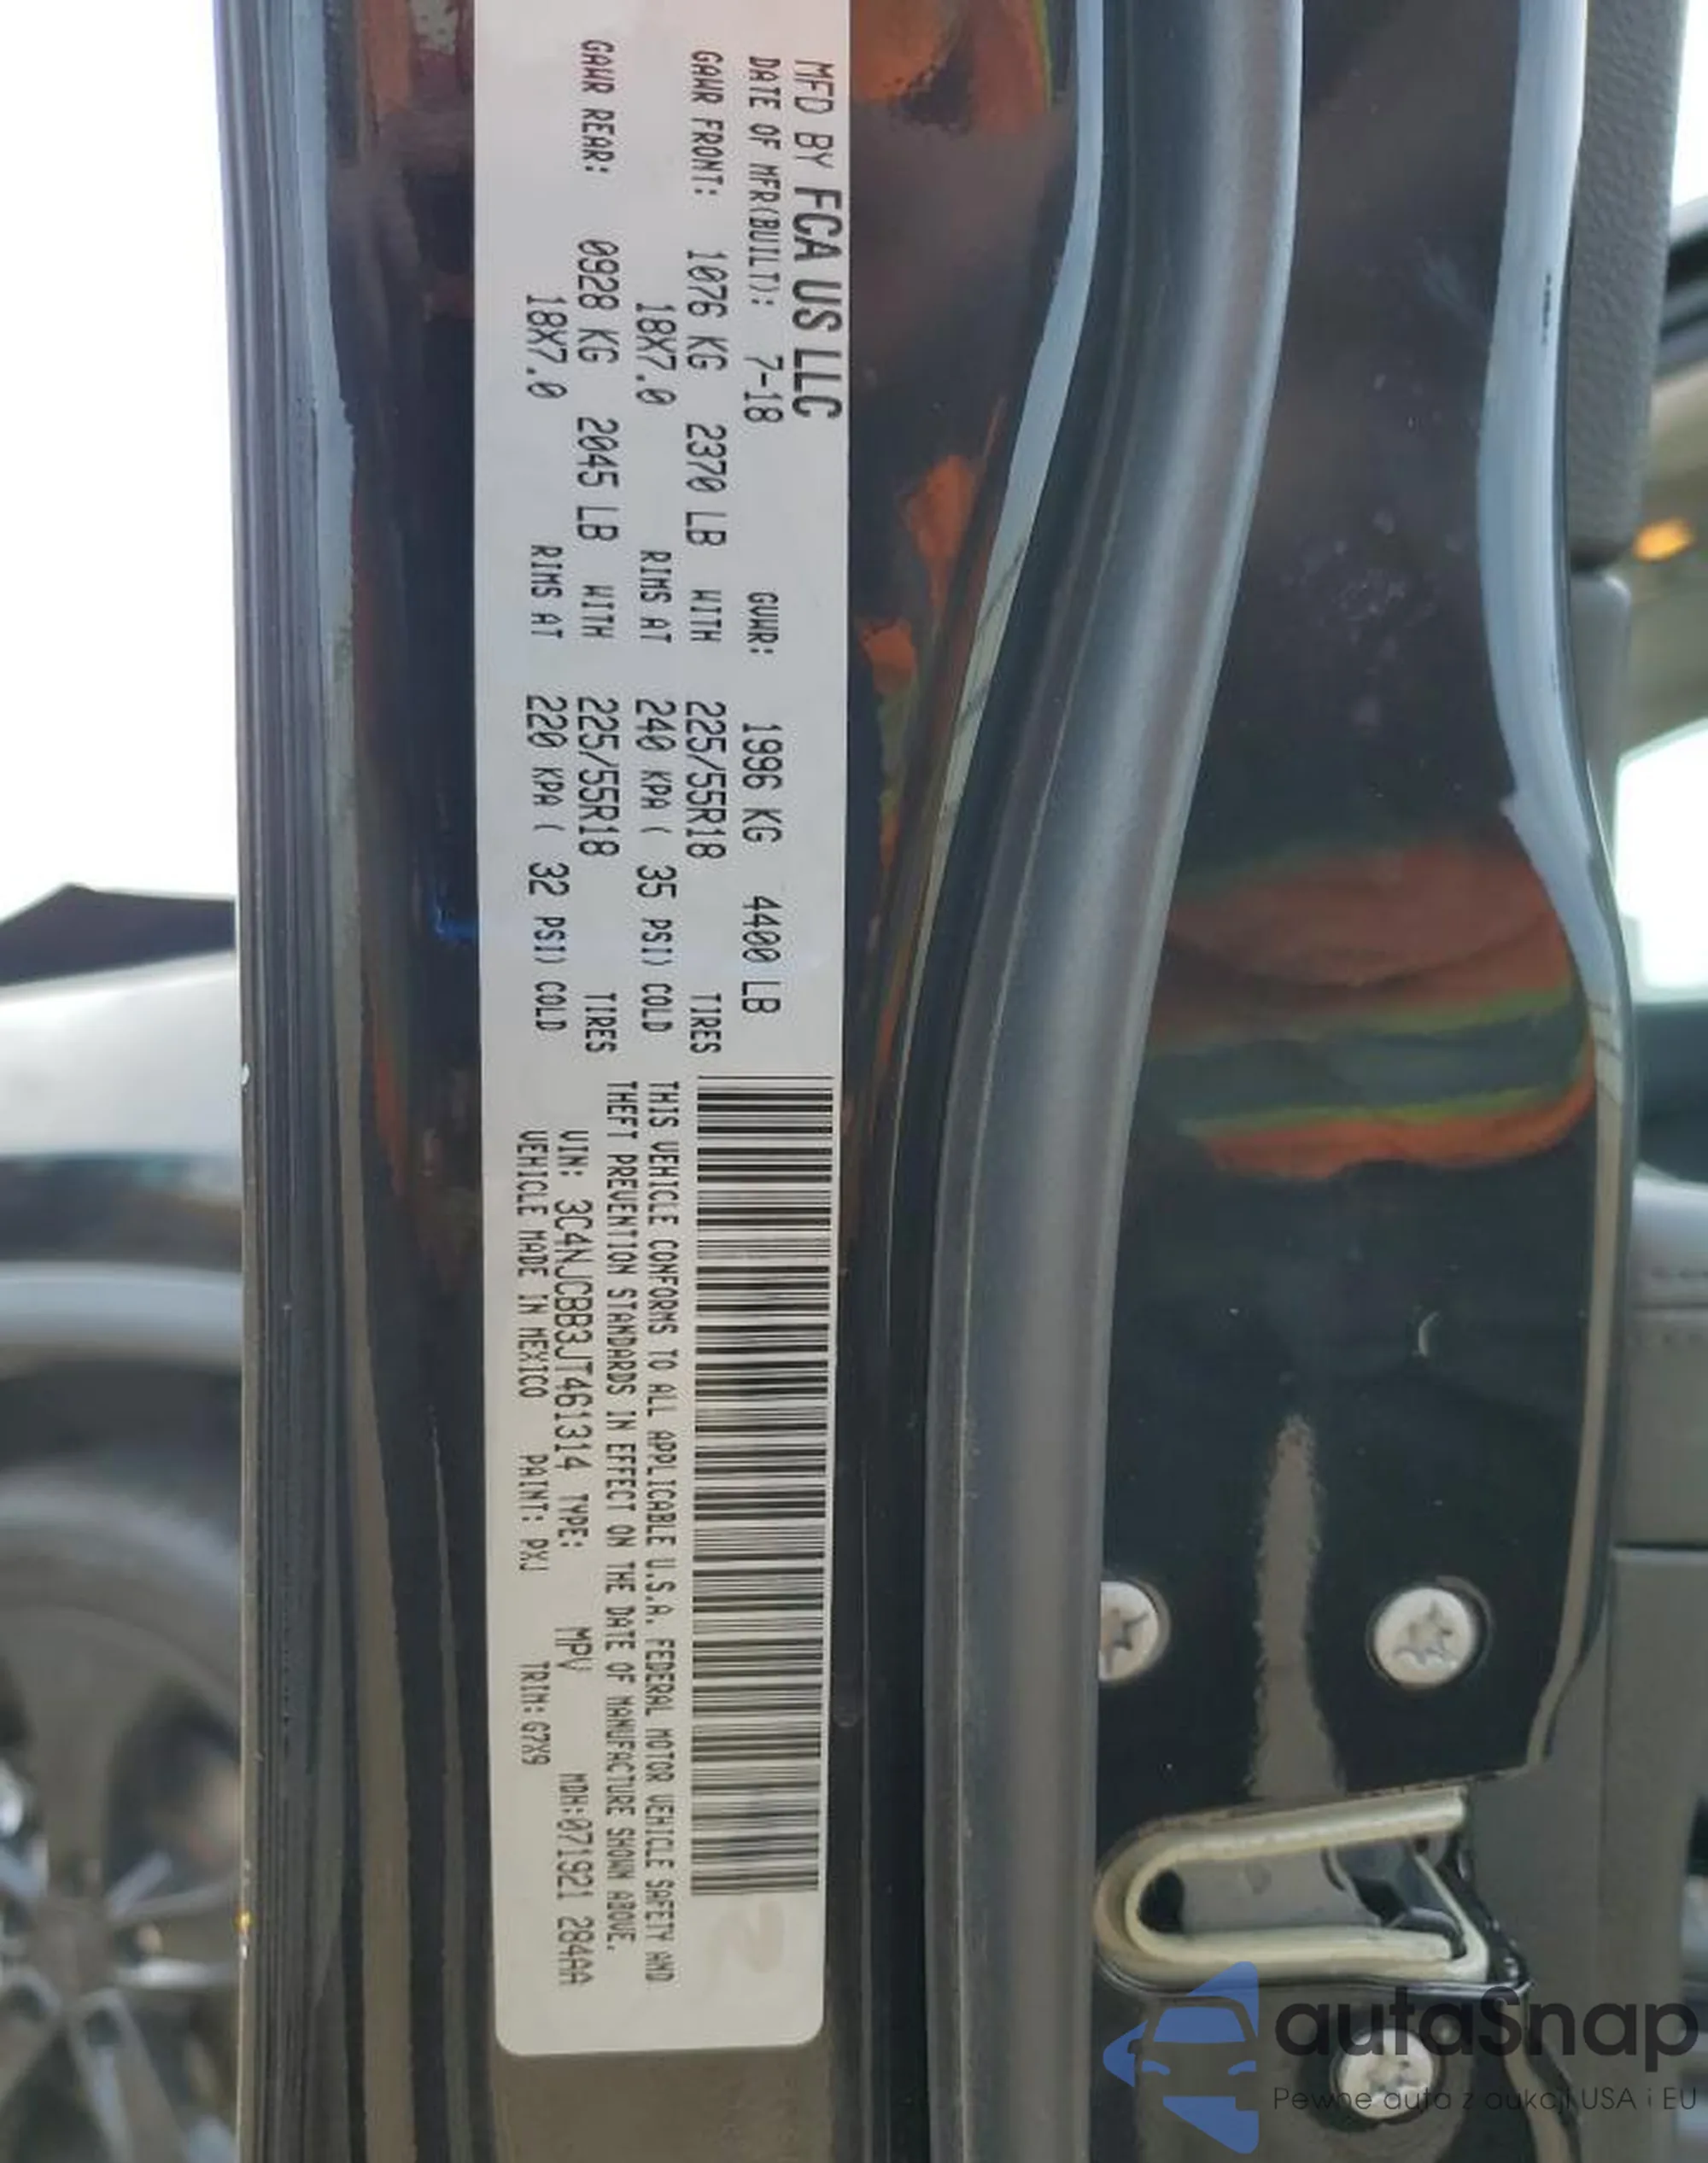 MFD BY FCA US LLC
DATE OF MFR(BUILT): 7-18 GVWR: 1996 KG 4400 LB
GAWR FRONT: 1076 KG 2370 LB WITH 225/55R18 TIRES
18X7.0 RIMS AT 240 KPA ( 35 PSI) COLD
GAWR REAR: 0928 KG 2045 LB WITH 225/55R18 TIRES
18X7.0 RIMS AT 220 KPA ( 32 PSI) COLD
THIS VEHICLE CONFORMS TO ALL APPLICABLE U.S.A. FEDERAL MOTOR VEHICLE SAFETY AND
THEFT PREVENTION STANDARDS IN EFFECT ON THE DATE OF MANUFACTURE SHOWN ABOVE.
VIN: 3C4NJCBB3JT461314 TYPE: MPV MDH:071921 284AA
VEHICLE MADE IN MEXICO PAINT: PXJ TRIM: G7X9
autaSnap
Pewne auta z aukcji USA i EU